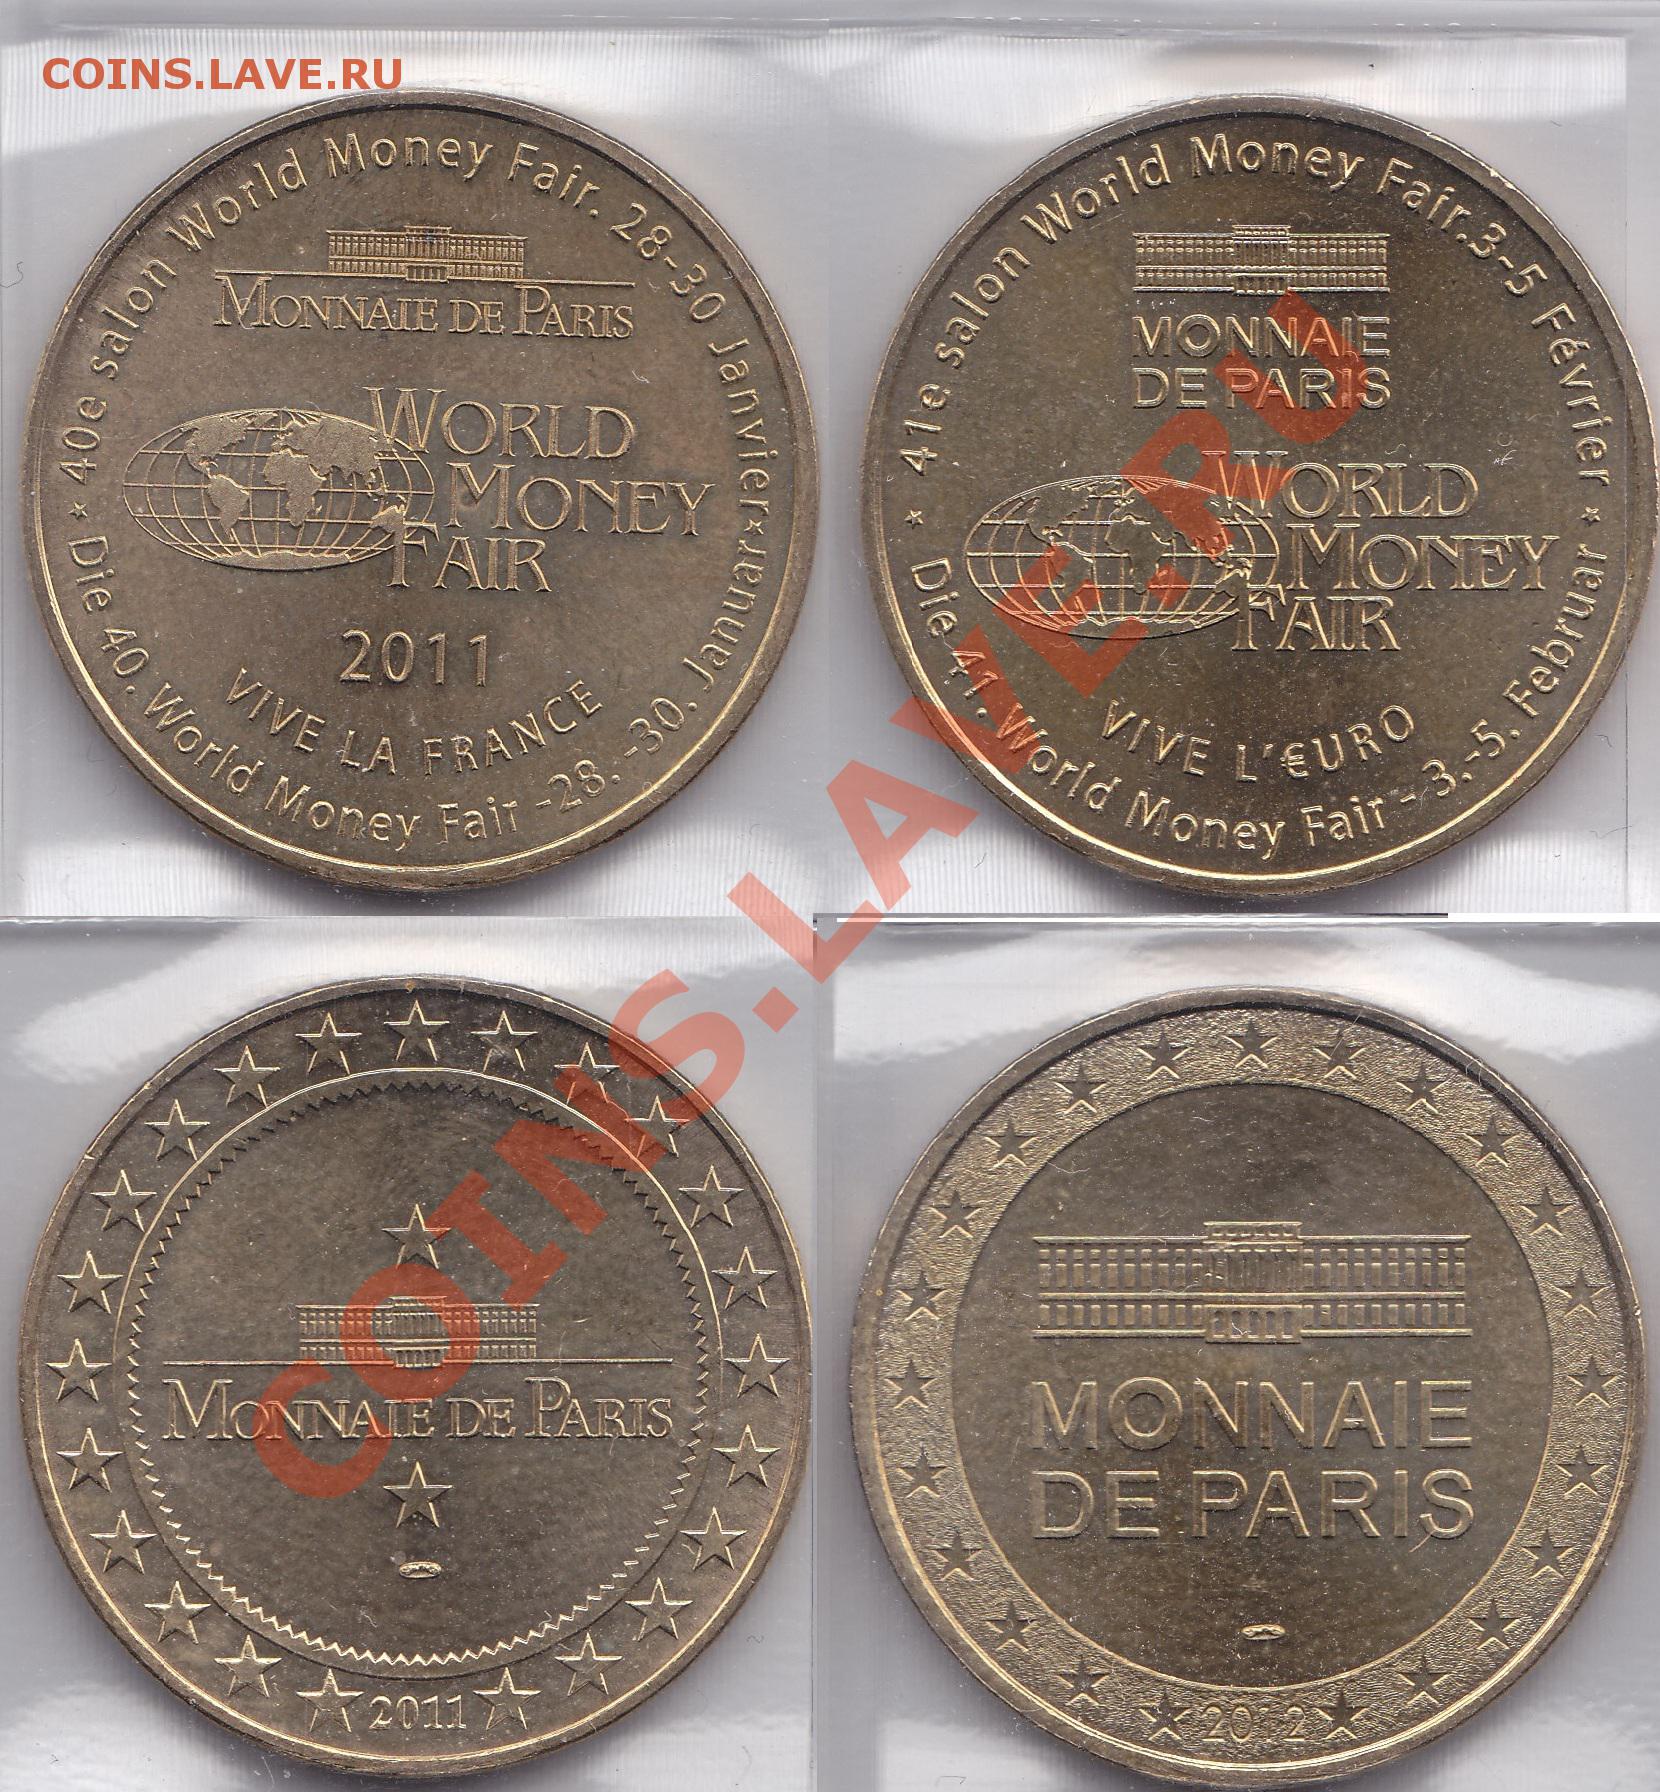 COINS.LAVE.RU
40e salon World Money Fair. 28-30 Janvier
MONNAIE DE PARIS
WORLD
MONEY
FAIR
2011
VIVE LA FRANCE
Die 40. World Money Fair -28.-30. Januar
41e salon World Money Fair.3-5 Février
MONNAIE
DE PARIS
WORLD
MONEY
FAIR
VIVE L'€URO
Die 41. World Money Fair - 3.-5. Februar
MONNAIE DE PARIS
2011
MONNAIE
DE PARIS
2012
COINS.LAVE.RU